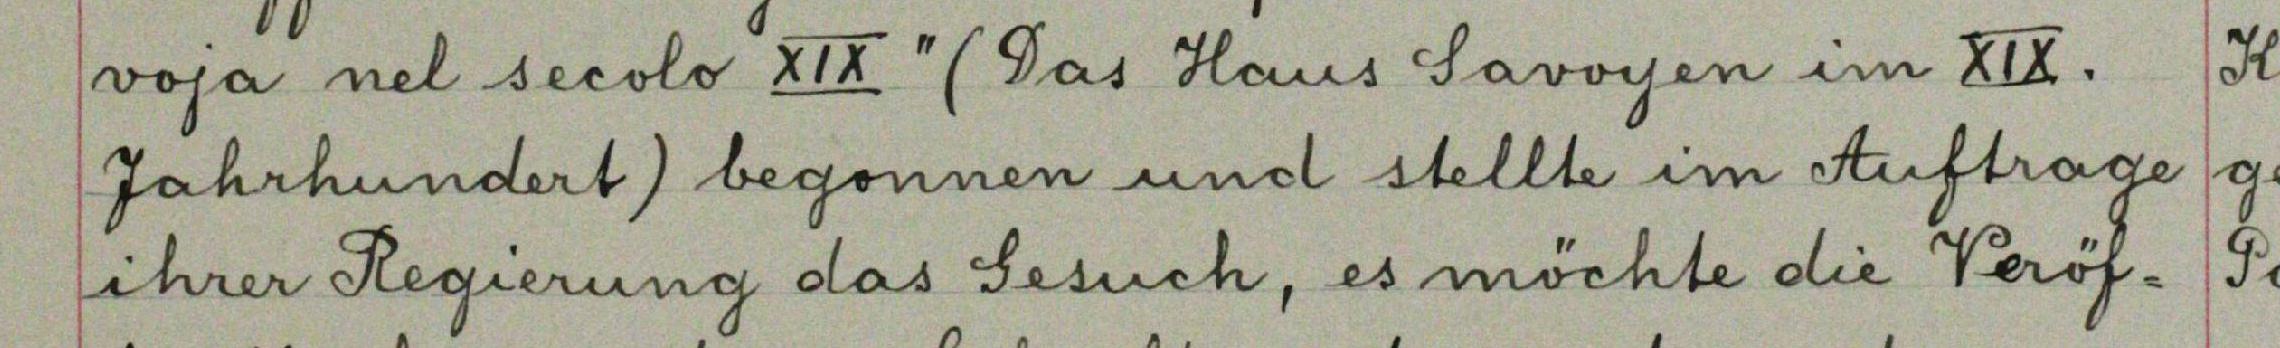 voja nel secolo XIX" (Das Haus Savoyen im XIX.
Jahrhundert) begonnen und stellte im Auftrage
ihrer Regierung das Gesuch, es möchte die Veröf-